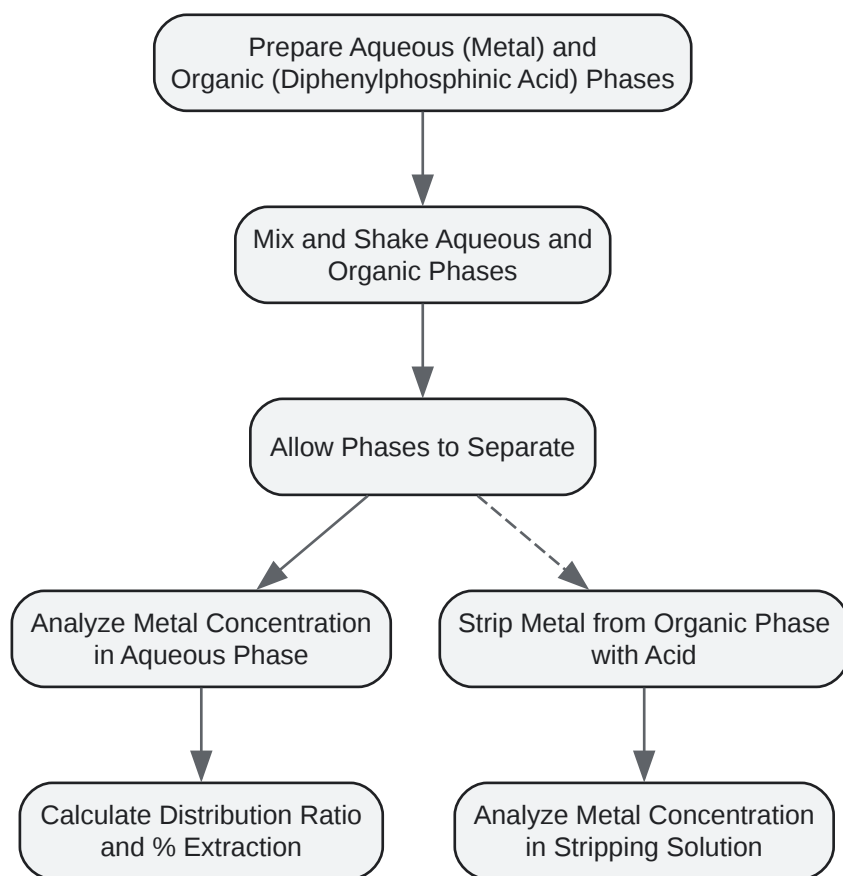 Prepare Aqueous (Metal) and
Organic (Diphenylphosphinic Acid) Phases
Mix and Shake Aqueous and
Organic Phases
Allow Phases to Separate
Analyze Metal Concentration
in Aqueous Phase
Strip Metal from Organic Phase
with Acid
Calculate Distribution Ratio
and % Extraction
Analyze Metal Concentration
in Stripping Solution